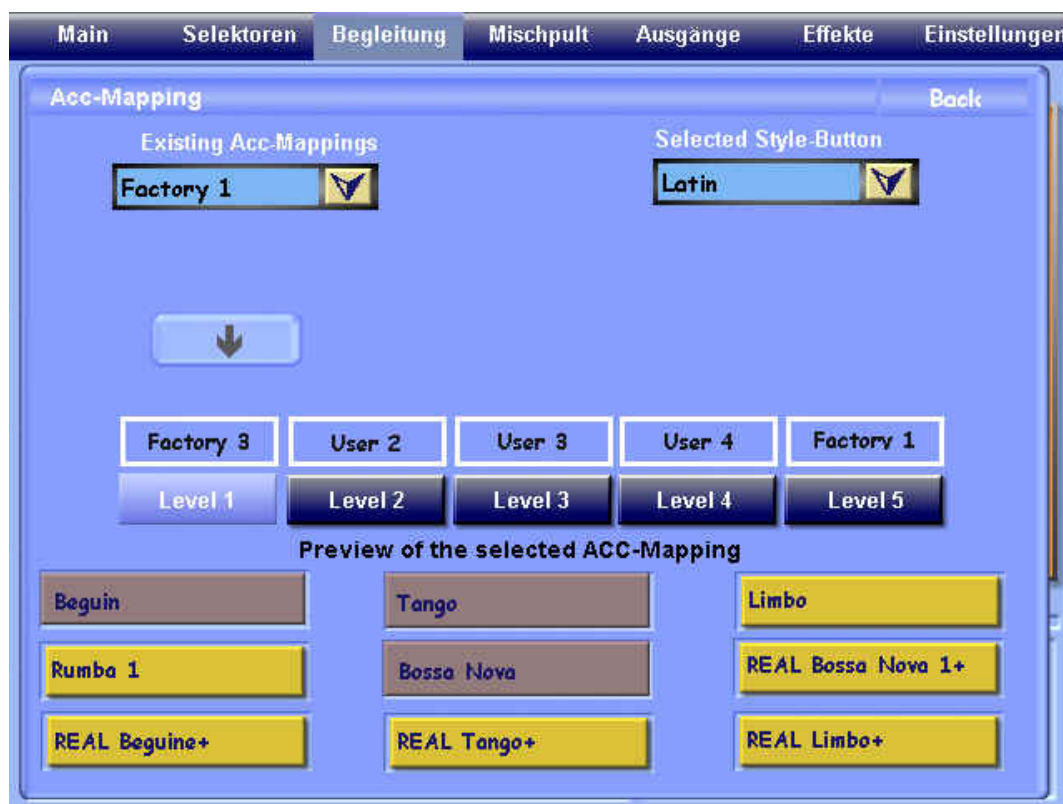 Main Selektoren Begleitung Mischpult Ausgänge Effekte Einstellungen
Acc-Mapping Back
Existing Acc-Mappings Selected Style-Button
Factory 1 Latin
Factory 3 User 2 User 3 User 4 Factory 1
Level 1 Level 2 Level 3 Level 4 Level 5
Preview of the selected ACC-Mapping
Beguin Tango Limbo
Rumba 1 Bossa Nova REAL Bossa Nova 1+
REAL Beguine+ REAL Tango+ REAL Limbo+